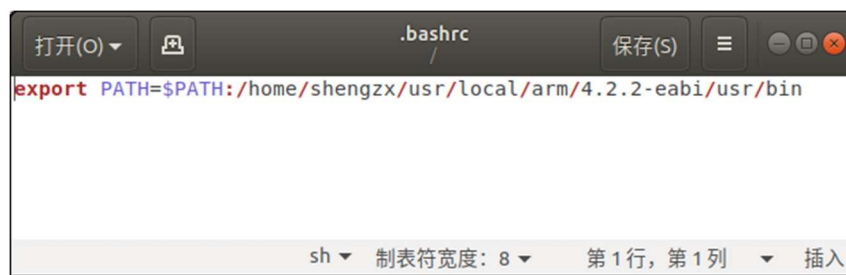 打开(O)
.bashrc
/
保存(S)
export PATH=$PATH:/home/shengzx/usr/local/arm/4.2.2-eabi/usr/bin
sh 制表符宽度：8 第 1 行，第 1 列 插入